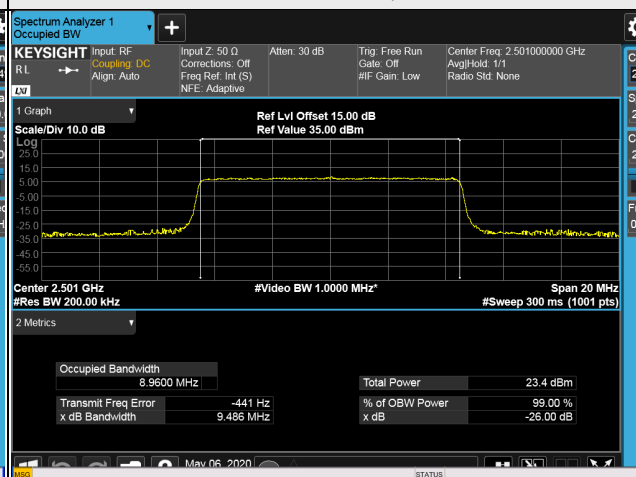 Spectrum Analyzer 1
Occupied BW
KEYSIGHT
R L
LXI
Input: RF
Coupling: DC
Align: Auto
Input Z: 50 Ω
Corrections: Off
Freq Ref: Int (S)
NFE: Adaptive
Atten: 30 dB
Trig: Free Run
Gate: Off
#IF Gain: Low
Center Freq: 2.501000000 GHz
Avg|Hold: 1/1
Radio Std: None
1 Graph
Scale/Div 10.0 dB
Ref Lvl Offset 15.00 dB
Ref Value 35.00 dBm
Log
25.0
15.0
5.00
-5.00
-15.0
-25.0
-35.0
-45.0
-55.0
Center 2.501 GHz
#Video BW 1.0000 MHz*
Span 20 MHz
#Res BW 200.00 kHz
#Sweep 300 ms (1001 pts)
2 Metrics
Occupied Bandwidth
8.9600 MHz
Total Power 23.4 dBm
Transmit Freq Error -441 Hz
% of OBW Power 99.00 %
x dB Bandwidth 9.486 MHz
x dB -26.00 dB
May 06, 2020
MSG
STATUS